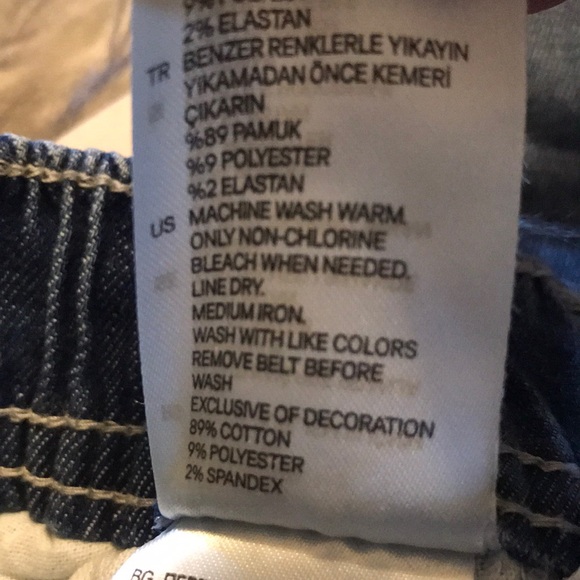 2% ELASTAN
TR BENZER RENKLERLE YIKAYIN
YIKAMADAN ÖNCE KEMERİ
ÇIKARIN
%89 PAMUK
%9 POLYESTER
%2 ELASTAN
US MACHINE WASH WARM.
ONLY NON-CHLORINE
BLEACH WHEN NEEDED.
LINE DRY.
MEDIUM IRON.
WASH WITH LIKE COLORS
REMOVE BELT BEFORE
WASH
EXCLUSIVE OF DECORATION
89% COTTON
9% POLYESTER
2% SPANDEX
BG